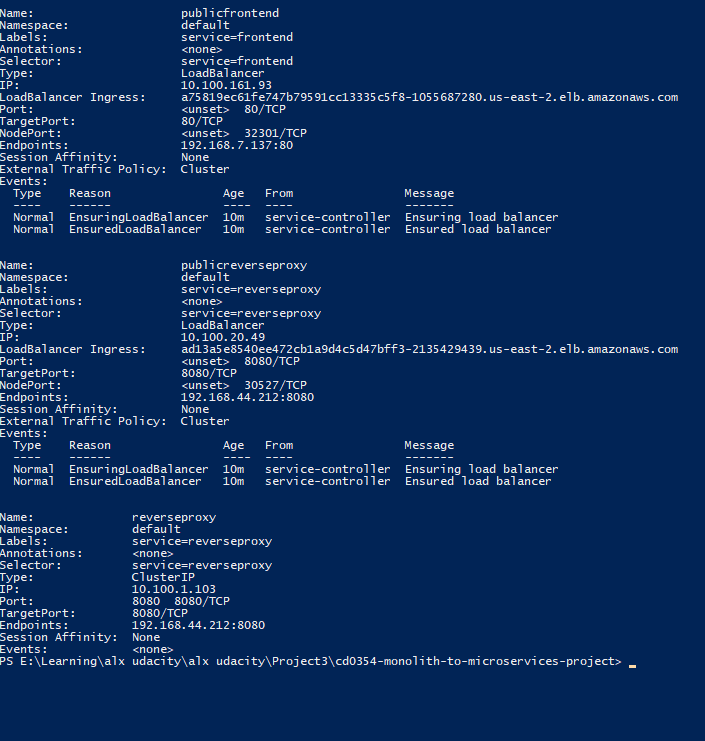 Name:                     publicfrontend
Namespace:                default
Labels:                   service=frontend
Annotations:              <none>
Selector:                 service=frontend
Type:                     LoadBalancer
IP:                       10.100.161.93
LoadBalancer Ingress:     a75819ec61fe747b79591cc13335c5f8-1055687280.us-east-2.elb.amazonaws.com
Port:                     <unset>  80/TCP
TargetPort:               80/TCP
NodePort:                 <unset>  32301/TCP
Endpoints:                192.168.7.137:80
Session Affinity:         None
External Traffic Policy:  Cluster
Events:
  Type    Reason                Age   From                Message
  ----    ------                ----  ----                -------
  Normal  EnsuringLoadBalancer  10m   service-controller  Ensuring load balancer
  Normal  EnsuredLoadBalancer   10m   service-controller  Ensured load balancer
Name:                     publicreverseproxy
Namespace:                default
Labels:                   service=reverseproxy
Annotations:              <none>
Selector:                 service=reverseproxy
Type:                     LoadBalancer
IP:                       10.100.20.49
LoadBalancer Ingress:     ad13a5e8540ee472cb1a9d4c5d47bff3-2135429439.us-east-2.elb.amazonaws.com
Port:                     <unset>  8080/TCP
TargetPort:               8080/TCP
NodePort:                 <unset>  30527/TCP
Endpoints:                192.168.44.212:8080
Session Affinity:         None
External Traffic Policy:  Cluster
Events:
  Type    Reason                Age   From                Message
  ----    ------                ----  ----                -------
  Normal  EnsuringLoadBalancer  10m   service-controller  Ensuring load balancer
  Normal  EnsuredLoadBalancer   10m   service-controller  Ensured load balancer
Name:              reverseproxy
Namespace:         default
Labels:            service=reverseproxy
Annotations:       <none>
Selector:          service=reverseproxy
Type:              ClusterIP
IP:                10.100.1.103
Port:              8080  8080/TCP
TargetPort:        8080/TCP
Endpoints:         192.168.44.212:8080
Session Affinity:  None
Events:            <none>
PS E:\Learning\alx udacity\alx udacity\Project3\cd0354-monolith-to-microservices-project> _